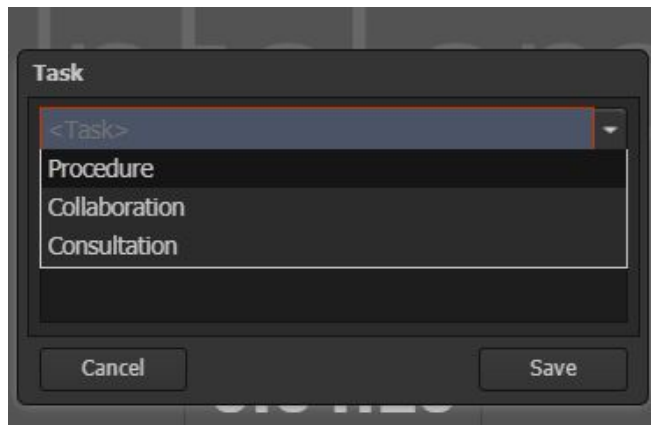 Task
<Task>
Procedure
Collaboration
Consultation
Cancel
Save